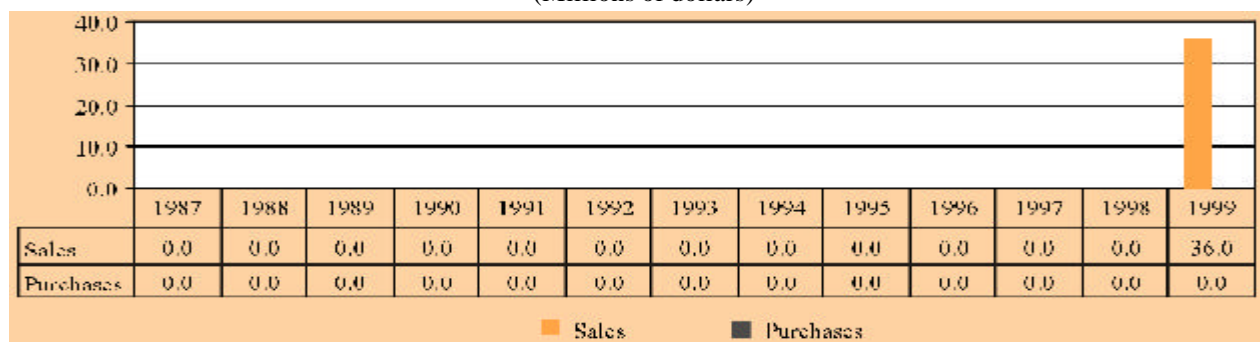 (Millions of dollars)
40.0
30.0
20.0
10.0
0.0
1987 1988 1989 1990 1991 1992 1993 1994 1995 1996 1997 1998 1999
Sales 0.0 0.0 0.0 0.0 0.0 0.0 0.0 0.0 0.0 0.0 0.0 0.0 36.0
Purchases 0.0 0.0 0.0 0.0 0.0 0.0 0.0 0.0 0.0 0.0 0.0 0.0 0.0
Sales Purchases